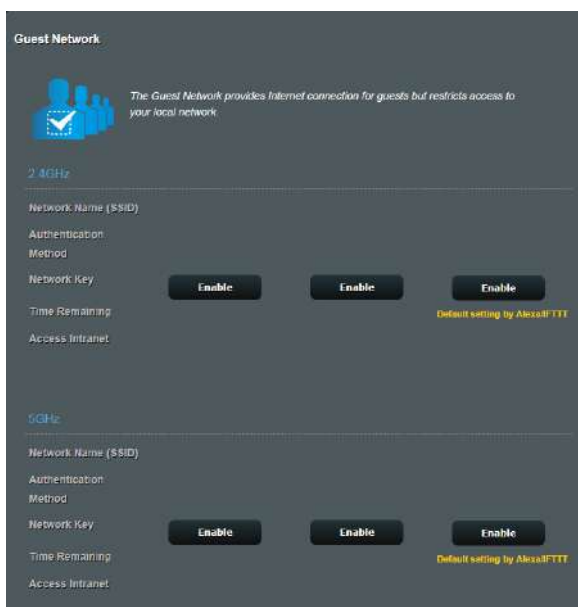 Guest Network
The Guest Network provides Internet connection for guests but restricts access to
your local network
2.4GHz
Network Name (SSID)
Authentication
Method
Network Key
Enable
Enable
Enable
Time Remaining
Default setting by Alexa/IFTTT
Access Intranet
5GHz
Network Name (SSID)
Authentication
Method
Network Key
Enable
Enable
Enable
Time Remaining
Default setting by Alexa/IFTTT
Access Intranet